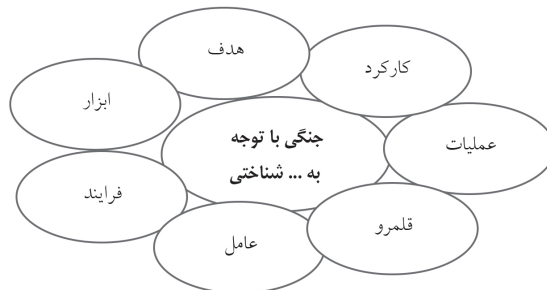 هدف
کارکرد
ابزار
جنگی با توجه
به ... شناختی
عملیات
فرایند
قلمرو
عامل